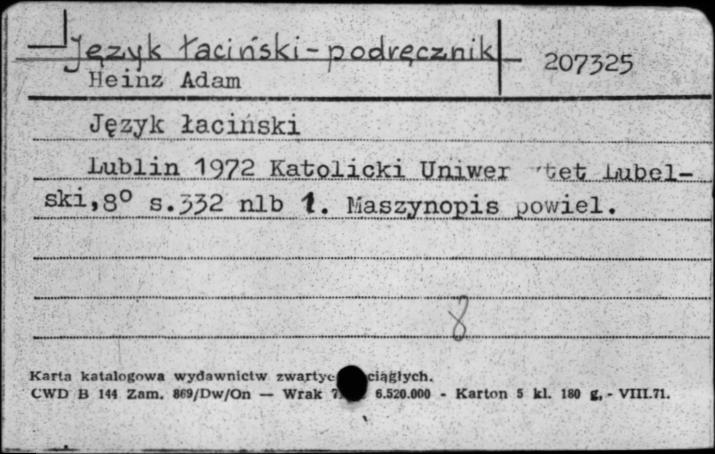 Język łaciński - podręcznik 207325
Heinz Adam
Język łaciński
Lublin 1972 Katolicki Uniwer tet Lubel-
ski, 8° s.332 nlb 1. Maszynopis powiel.
8
Karta katalogowa wydawnictw zwartyc ciągłych.
CWD B 144 Zam. 869/Dw/On — Wrak 6.520.000 - Karton 5 kl. 180 g. - VIII.71.